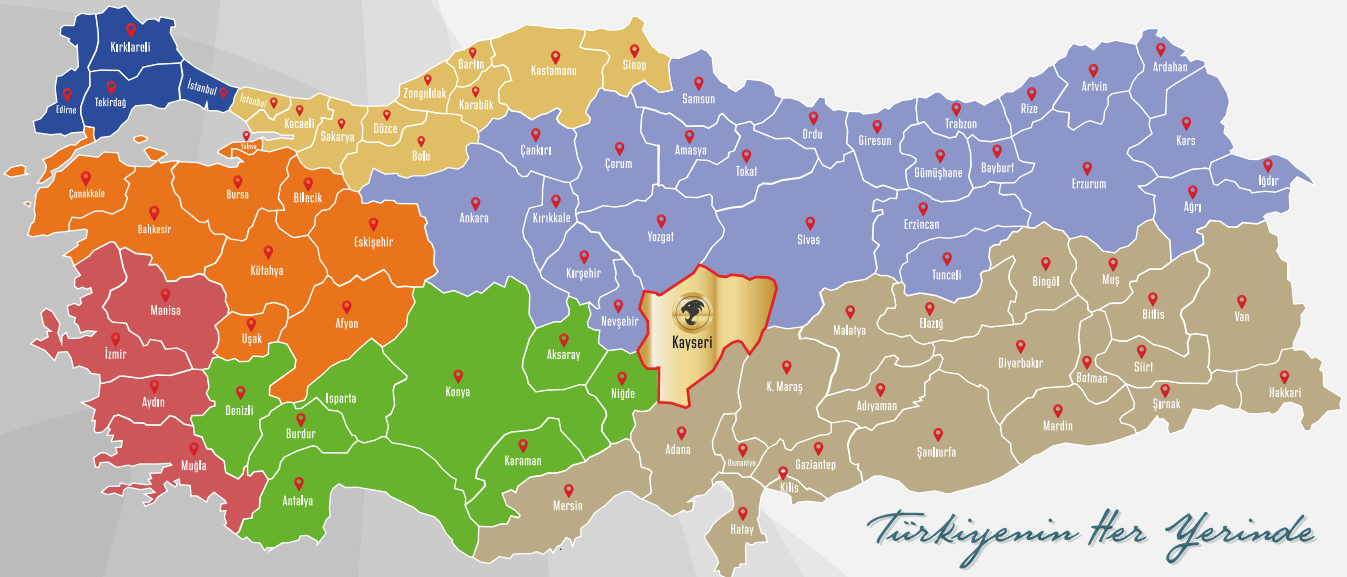 Kırklareli
Edirne
Tekirdağ
İstanbul
İstanbul
Kocaeli
Yalova
Sakarya
Düzce
Bolu
Zonguldak
Bartın
Karabük
Kastamonu
Sinop
Samsun
Çankırı
Çorum
Amasya
Tokat
Ordu
Giresun
Gümüşhane
Trabzon
Bayburt
Rize
Artvin
Ardahan
Kars
Iğdır
Ağrı
Erzurum
Erzincan
Tunceli
Sivas
Yozgat
Kırıkkale
Ankara
Kırşehir
Nevşehir
Kayseri
Çanakkale
Balıkesir
Bursa
Bilecik
Eskişehir
Kütahya
Uşak
Afyon
Manisa
İzmir
Aydın
Muğla
Denizli
Burdur
Isparta
Antalya
Konya
Aksaray
Niğde
Karaman
Mersin
Adana
Osmaniye
Hatay
Kilis
Gaziantep
K. Maraş
Malatya
Adıyaman
Şanlıurfa
Elazığ
Bingöl
Muş
Bitlis
Van
Diyarbakır
Batman
Siirt
Şırnak
Hakkari
Mardin
Türkiyenin Her Yerinde